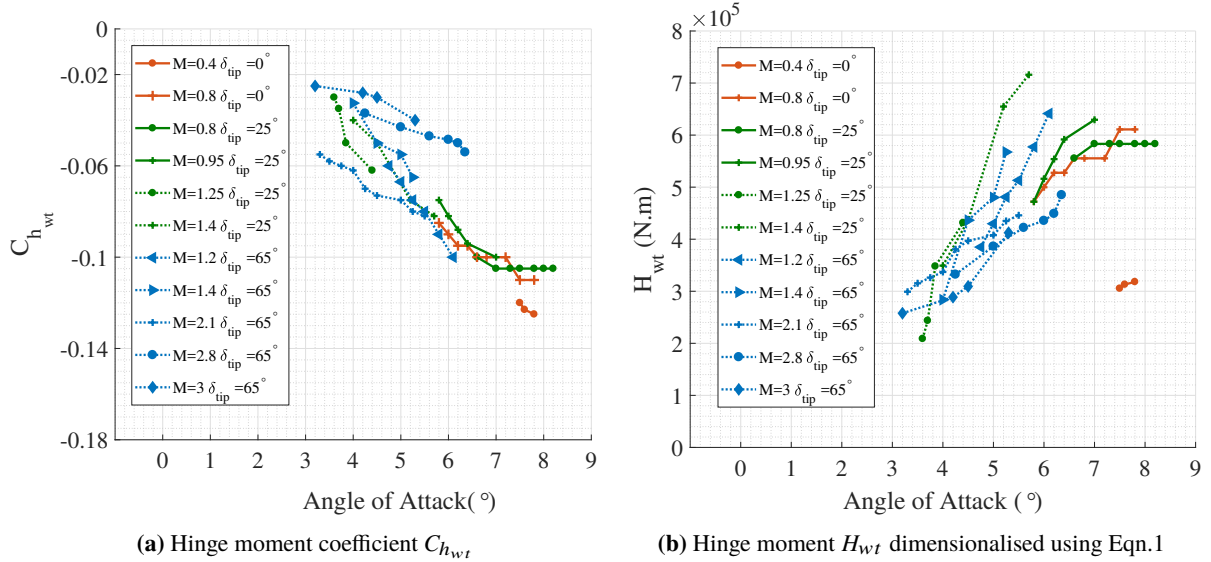 0
-0.02
-0.06
-0.1
-0.14
-0.18
C_{h_{wt}}
M=0.4 δ_tip =0°
M=0.8 δ_tip =0°
M=0.8 δ_tip =25°
M=0.95 δ_tip =25°
M=1.25 δ_tip =25°
M=1.4 δ_tip =25°
M=1.2 δ_tip =65°
M=1.4 δ_tip =65°
M=2.1 δ_tip =65°
M=2.8 δ_tip =65°
M=3 δ_tip =65°
0 1 2 3 4 5 6 7 8 9
Angle of Attack(°)
(a) Hinge moment coefficient C_{h_{wt}}
×10⁵
8
7
6
5
4
3
2
1
0
H_wt (N.m)
M=0.4 δ_tip =0°
M=0.8 δ_tip =0°
M=0.8 δ_tip =25°
M=0.95 δ_tip =25°
M=1.25 δ_tip =25°
M=1.4 δ_tip =25°
M=1.2 δ_tip =65°
M=1.4 δ_tip =65°
M=2.1 δ_tip =65°
M=2.8 δ_tip =65°
M=3 δ_tip =65°
0 1 2 3 4 5 6 7 8 9
Angle of Attack (°)
(b) Hinge moment H_wt dimensionalised using Eqn.1